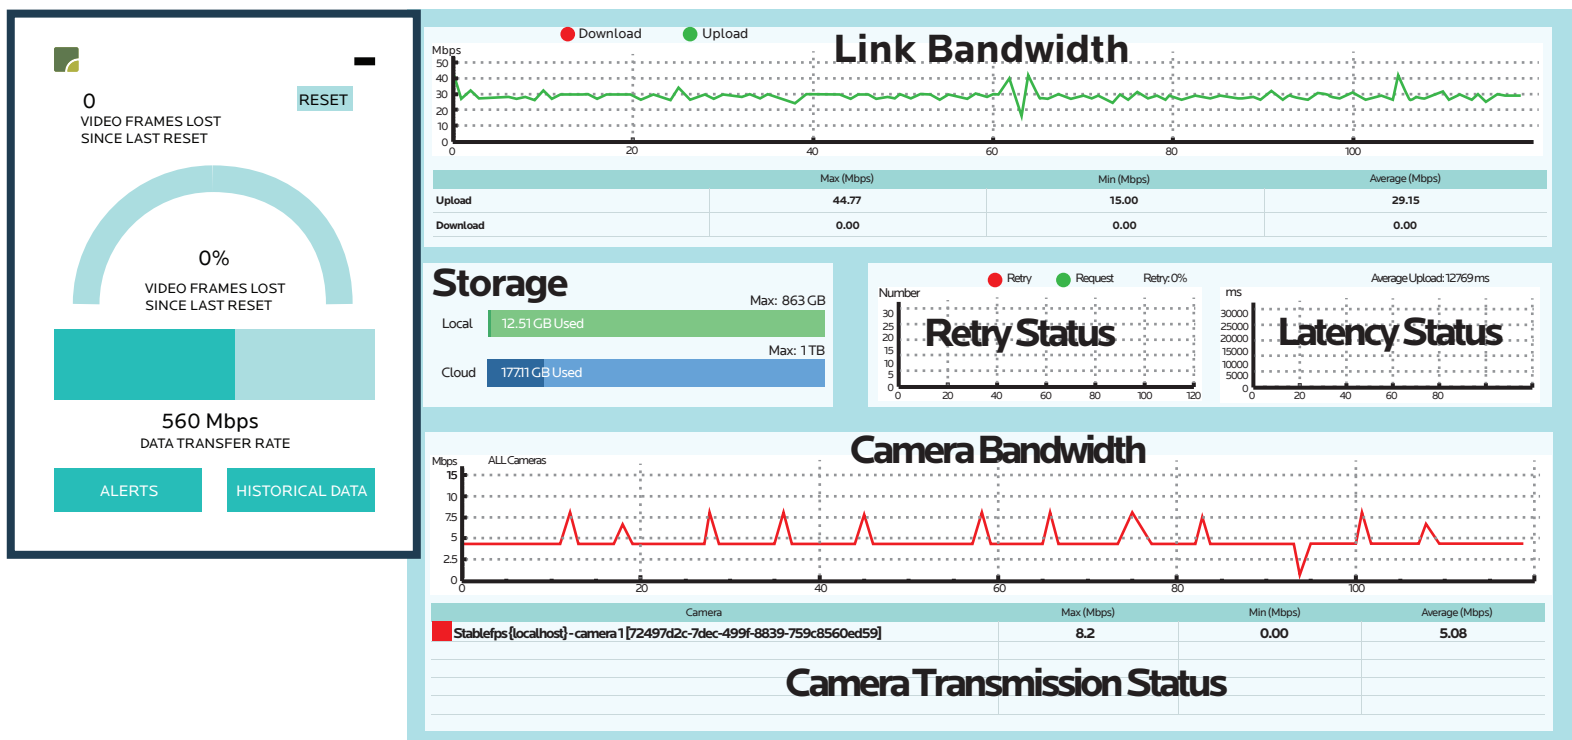 0
RESET
VIDEO FRAMES LOST
SINCE LAST RESET
0%
VIDEO FRAMES LOST
SINCE LAST RESET
560 Mbps
DATA TRANSFER RATE
ALERTS
HISTORICAL DATA
Download Upload
Link Bandwidth
Mbps
50
40
30
20
10
0
0 20 40 60 80 100
Max (Mbps) Min (Mbps) Average (Mbps)
Upload 44.77 15.00 29.15
Download 0.00 0.00 0.00
Storage
Max: 863 GB
Local 12.51 GB Used
Max: 1 TB
Cloud 177.11 GB Used
Retry Request Retry: 0%
Number
Retry Status
30
25
20
15
10
5
0
0 20 40 60 80 100 120
Average Upload: 12769 ms
ms
Latency Status
30000
25000
20000
15000
10000
5000
0
0 20 40 60 80
Camera Bandwidth
Mbps ALL Cameras
15
10
7.5
5
2.5
0
0 20 40 60 80 100
Camera Max (Mbps) Min (Mbps) Average (Mbps)
Stablefps {localhost} - camera 1 [72497d2c-7dec-499f-8839-759c8560ed59] 8.2 0.00 5.08
Camera Transmission Status